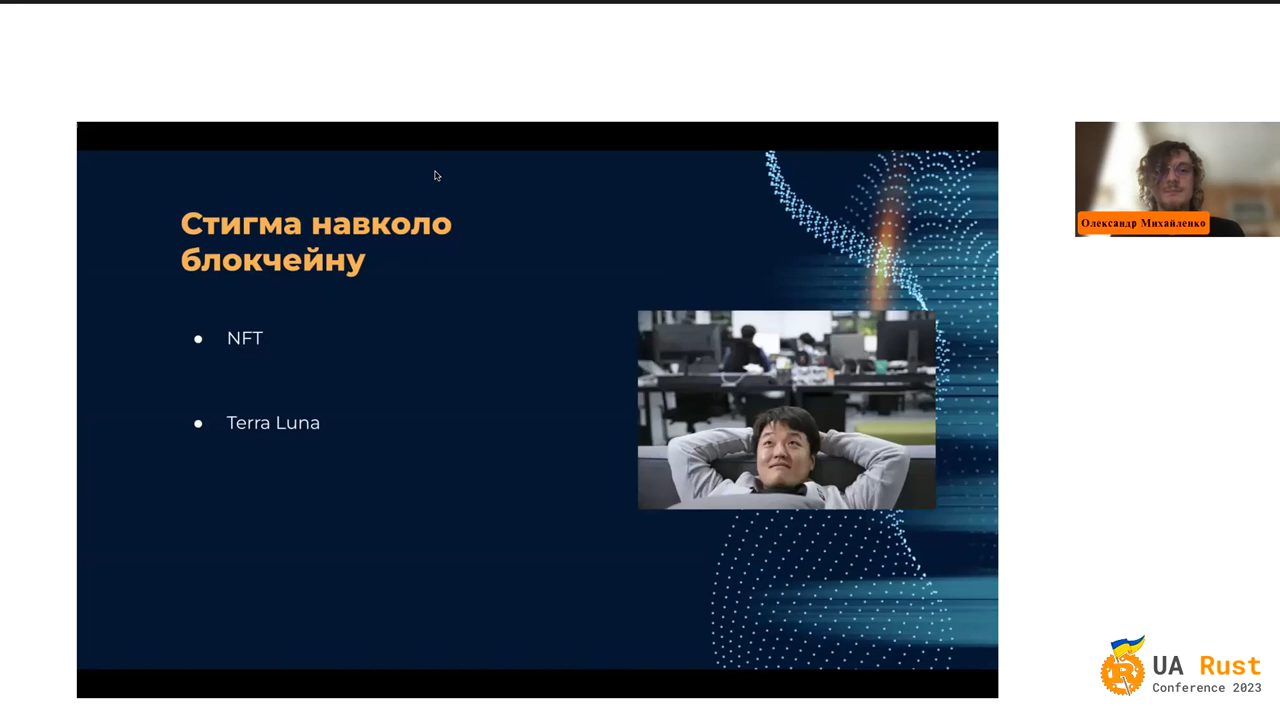 Стигма навколо
блокчейну
NFT
Terra Luna
Олександр Михайленко
UA Rust
Conference 2023